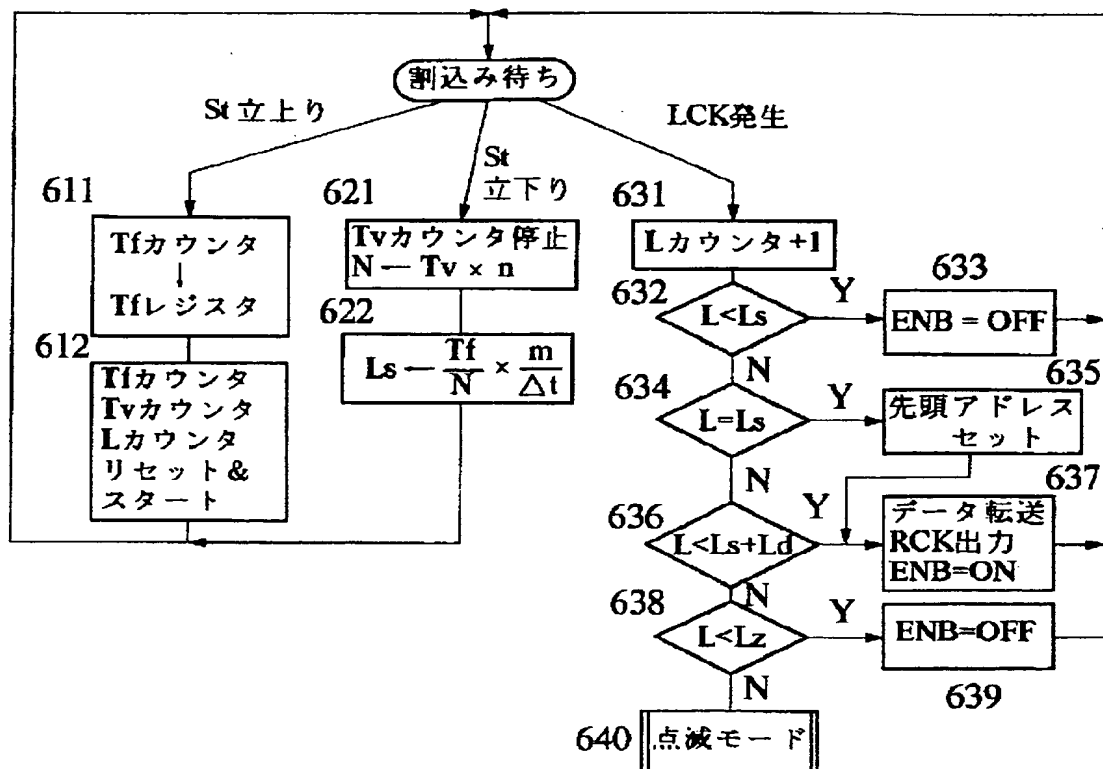 割込み待ち
St 立上り
St
立下り
LCK発生
611
Tfカウンタ
↓
Tfレジスタ
612
Tfカウンタ
Tvカウンタ
Lカウンタ
リセット&
スタート
621
Tvカウンタ停止
N ← Tv × n
622
Ls ← Tf/N × m/△t
631
Lカウンタ+1
632
L<Ls
Y
633
ENB = OFF
N
634
L=Ls
Y
635
先頭アドレス
セット
N
636
L<Ls+Ld
Y
637
データ転送
RCK出力
ENB=ON
N
638
L<Lz
Y
ENB=OFF
639
N
640
点滅モード